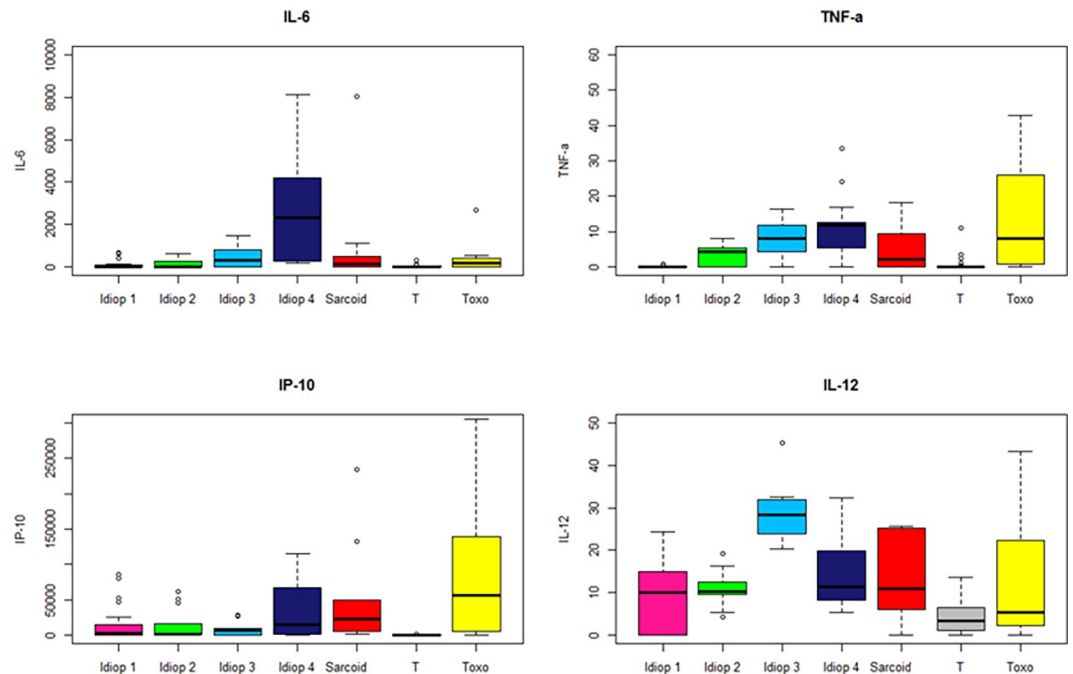 IL-6
IL-6
10000
8000
6000
4000
2000
0
Idiop 1 Idiop 2 Idiop 3 Idiop 4 Sarcoid T Toxo
TNF-a
TNF-a
60
50
40
30
20
10
0
Idiop 1 Idiop 2 Idiop 3 Idiop 4 Sarcoid T Toxo
IP-10
IP-10
250000
150000
50000
0
Idiop 1 Idiop 2 Idiop 3 Idiop 4 Sarcoid T Toxo
IL-12
IL-12
50
40
30
20
10
0
Idiop 1 Idiop 2 Idiop 3 Idiop 4 Sarcoid T Toxo